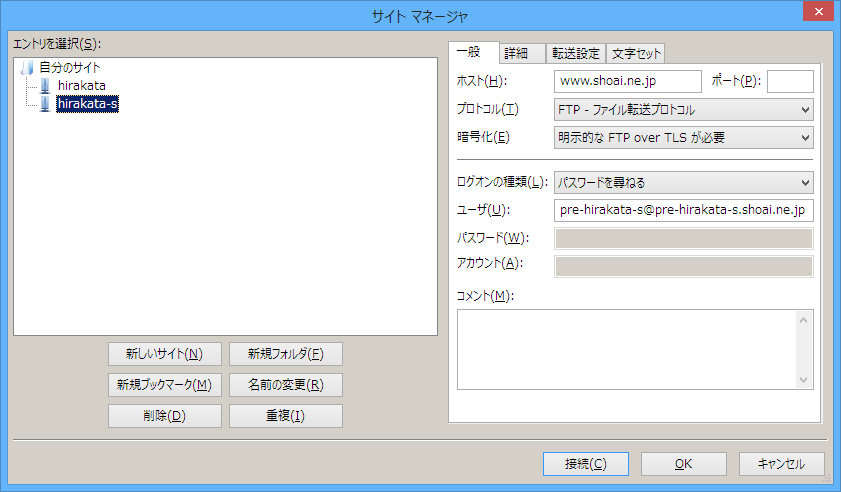 サイト マネージャ
エントリを選択(S):
自分のサイト
hirakata
hirakata-s
新しいサイト(N)
新規フォルダ(F)
新規ブックマーク(M)
名前の変更(R)
削除(D)
重複(I)
一般
詳細
転送設定
文字セット
ホスト(H):
www.shoai.ne.jp
ポート(P):
プロトコル(T)
FTP - ファイル転送プロトコル
暗号化(E)
明示的な FTP over TLS が必要
ログオンの種類(L):
パスワードを尋ねる
ユーザ(U):
pre-hirakata-s@pre-hirakata-s.shoai.ne.jp
パスワード(W):
アカウント(A):
コメント(M):
接続(C)
OK
キャンセル